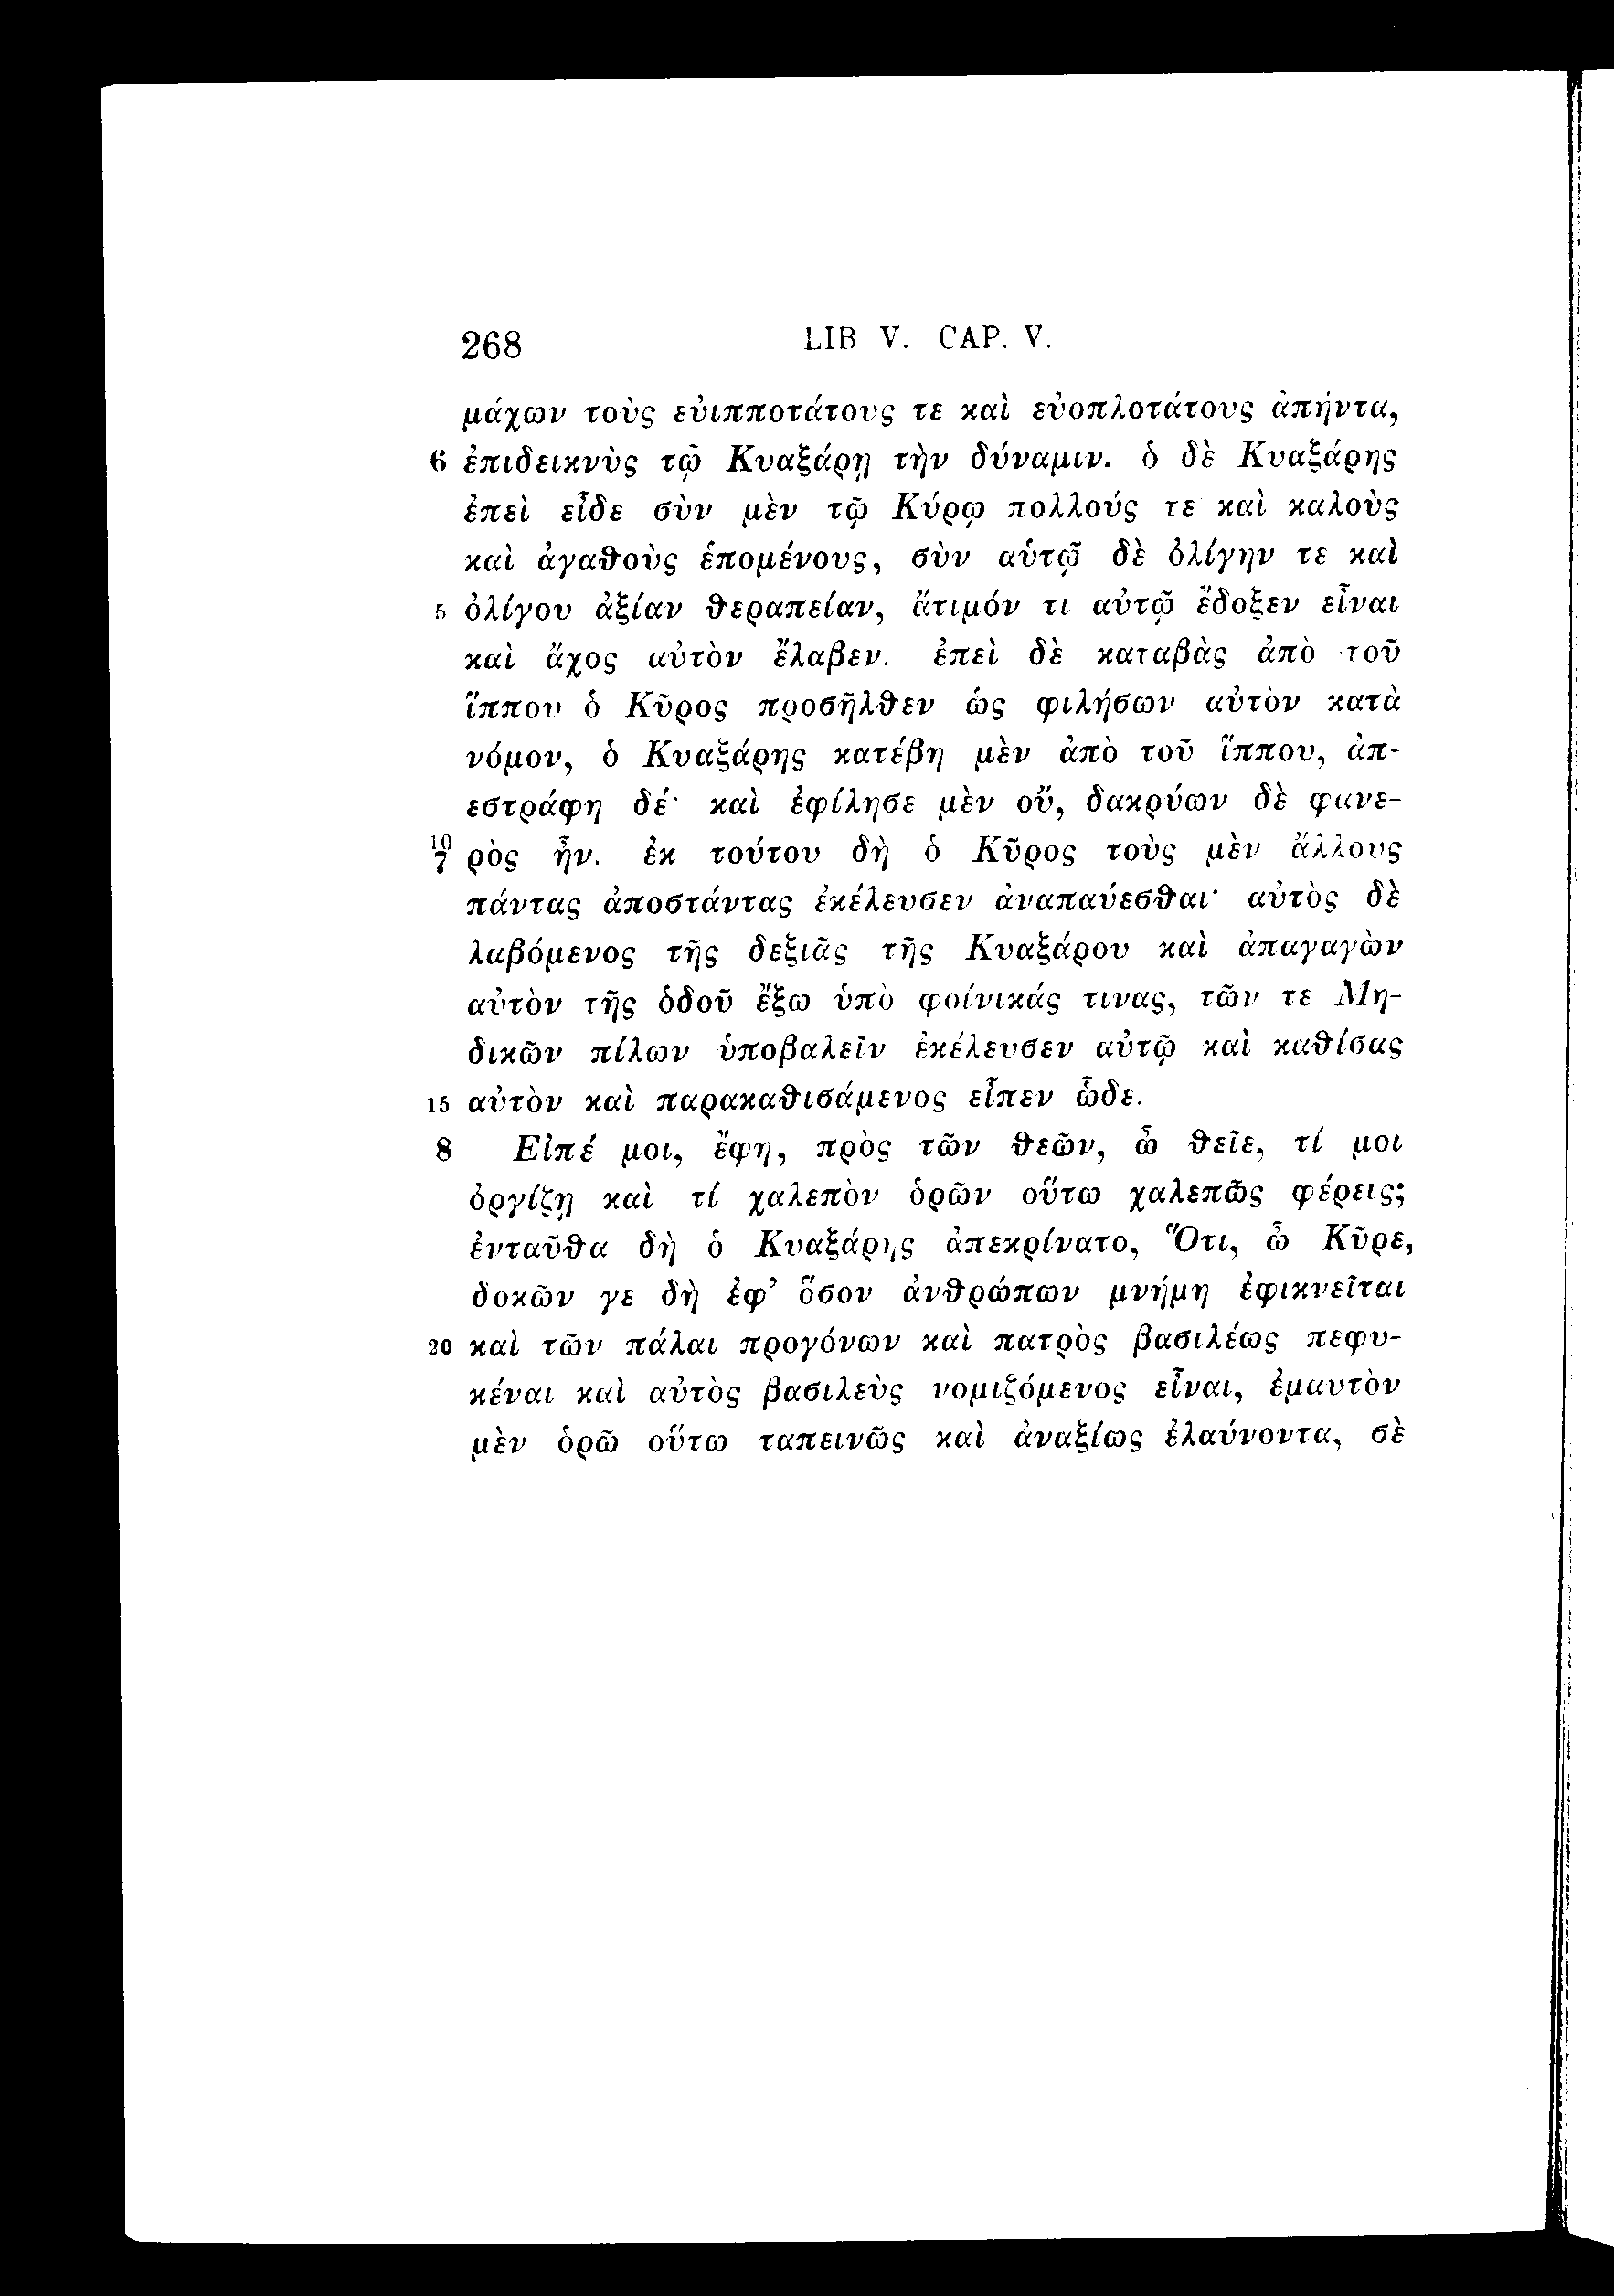 268 LIB V. CAP. V.
μάχων τοὺς εὐιπποτάτους τε καὶ εὐοπλοτάτους ἀπήντα,
6 ἐπιδεικνὺς τῷ Κυαξάρῃ τὴν δύναμιν. ὁ δὲ Κυαξάρης
ἐπεὶ εἶδε σὺν μὲν τῷ Κύρῳ πολλούς τε καὶ καλοὺς
καὶ ἀγαθοὺς ἑπομένους, σὺν αὑτῷ δὲ ὀλίγην τε καὶ
5 ὀλίγου ἀξίαν θεραπείαν, ἄτιμόν τι αὐτῷ ἔδοξεν εἶναι
καὶ ἄχος αὐτὸν ἔλαβεν. ἐπεὶ δὲ καταβὰς ἀπὸ τοῦ
ἵππου ὁ Κῦρος προσῆλθεν ὡς φιλήσων αὐτὸν κατὰ
νόμον, ὁ Κυαξάρης κατέβη μὲν ἀπὸ τοῦ ἵππου, ἀπ-
εστράφη δέ· καὶ ἐφίλησε μὲν οὔ, δακρύων δὲ φανε-
10 7 ρὸς ἦν. ἐκ τούτου δὴ ὁ Κῦρος τοὺς μὲν ἄλλους
πάντας ἀποστάντας ἐκέλευσεν ἀναπαύεσθαι· αὐτὸς δὲ
λαβόμενος τῆς δεξιᾶς τῆς Κυαξάρου καὶ ἀπαγαγὼν
αὐτὸν τῆς ὁδοῦ ἔξω ὑπὸ φοίνικάς τινας, τῶν τε Μη-
δικῶν πίλων ὑποβαλεῖν ἐκέλευσεν αὐτῷ καὶ καθίσας
15 αὐτὸν καὶ παρακαθισάμενος εἶπεν ὧδε.
8 Εἰπέ μοι, ἔφη, πρὸς τῶν θεῶν, ὦ θεῖε, τί μοι
ὀργίζῃ καὶ τί χαλεπὸν ὁρῶν οὕτω χαλεπῶς φέρεις;
ἐνταῦθα δὴ ὁ Κυαξάρης ἀπεκρίνατο, Ὅτι, ὦ Κῦρε,
δοκῶν γε δὴ ἐφ’ ὅσον ἀνθρώπων μνήμη ἐφικνεῖται
20 καὶ τῶν πάλαι προγόνων καὶ πατρὸς βασιλέως πεφυ-
κέναι καὶ αὐτὸς βασιλεὺς νομιζόμενος εἶναι, ἐμαυτὸν
μὲν ὁρῶ οὕτω ταπεινῶς καὶ ἀναξίως ἐλαύνοντα, σὲ